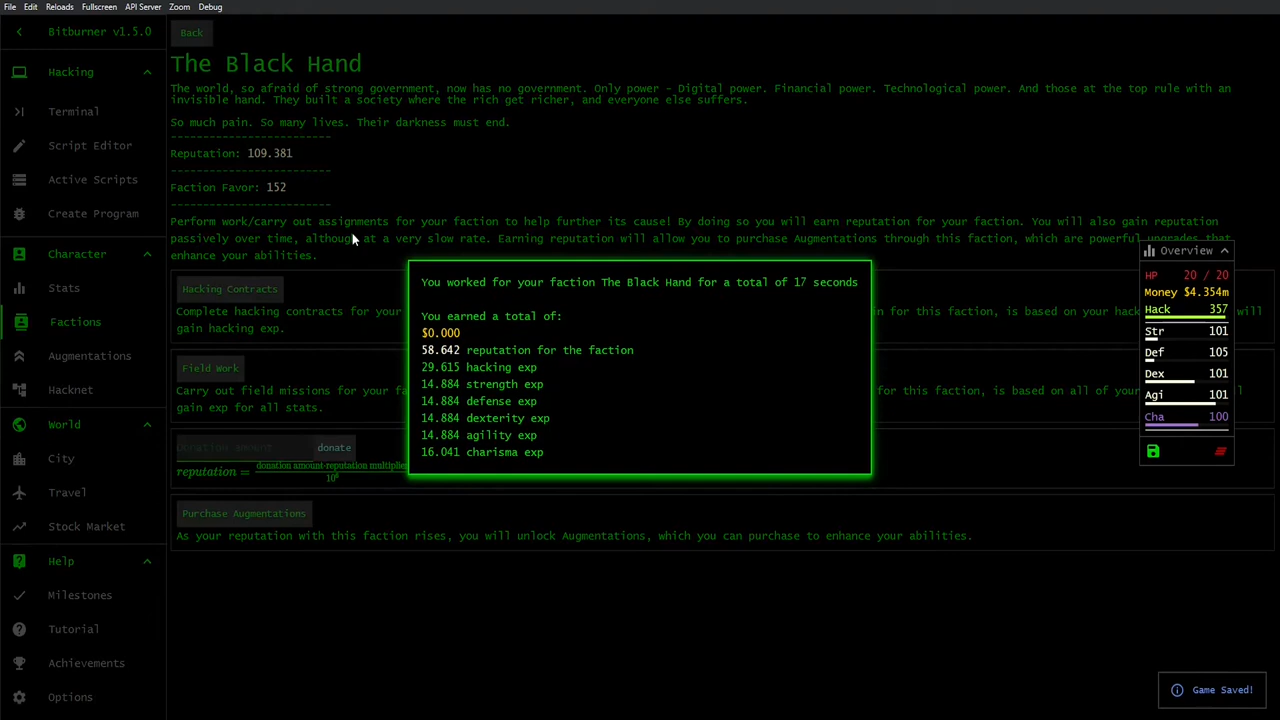 File Edit Reloads Fullscreen API Server Zoom Debug
Bitburner v1.5.0
Hacking
Terminal
Script Editor
Active Scripts
Create Program
Character
Stats
Factions
Augmentations
Hacknet
World
City
Travel
Stock Market
Help
Milestones
Tutorial
Achievements
Options
Back
The Black Hand
The world, so afraid of strong government, now has no government. Only power - Digital power. Financial power. Technological power. And those at the top rule with an
invisible hand. They built a society where the rich get richer, and everyone else suffers.
So much pain. So many lives. Their darkness must end.
-------------------------
Reputation: 109.381
-------------------------
Faction Favor: 152
-------------------------
Perform work/carry out assignments for your faction to help further its cause! By doing so you will earn reputation for your faction. You will also gain reputation
passively over time, although at a very slow rate. Earning reputation will allow you to purchase Augmentations through this faction, which are powerful upgrades that
enhance your abilities.
Hacking Contracts
Complete hacking contracts for your
in for this faction, is based on your hack
will
gain hacking exp.
Field Work
Carry out field missions for your fa
for this faction, is based on all of your
gain exp for all stats.
Donation amount donate
reputation = donation amount·reputation multiplier
10⁶
Purchase Augmentations
As your reputation with this faction rises, you will unlock Augmentations, which you can purchase to enhance your abilities.
You worked for your faction The Black Hand for a total of 17 seconds
You earned a total of:
$0.000
58.642 reputation for the faction
29.615 hacking exp
14.884 strength exp
14.884 defense exp
14.884 dexterity exp
14.884 agility exp
16.041 charisma exp
Overview
HP 20 / 20
Money $4.354m
Hack 357
Str 101
Def 105
Dex 101
Agi 101
Cha 100
Game Saved!